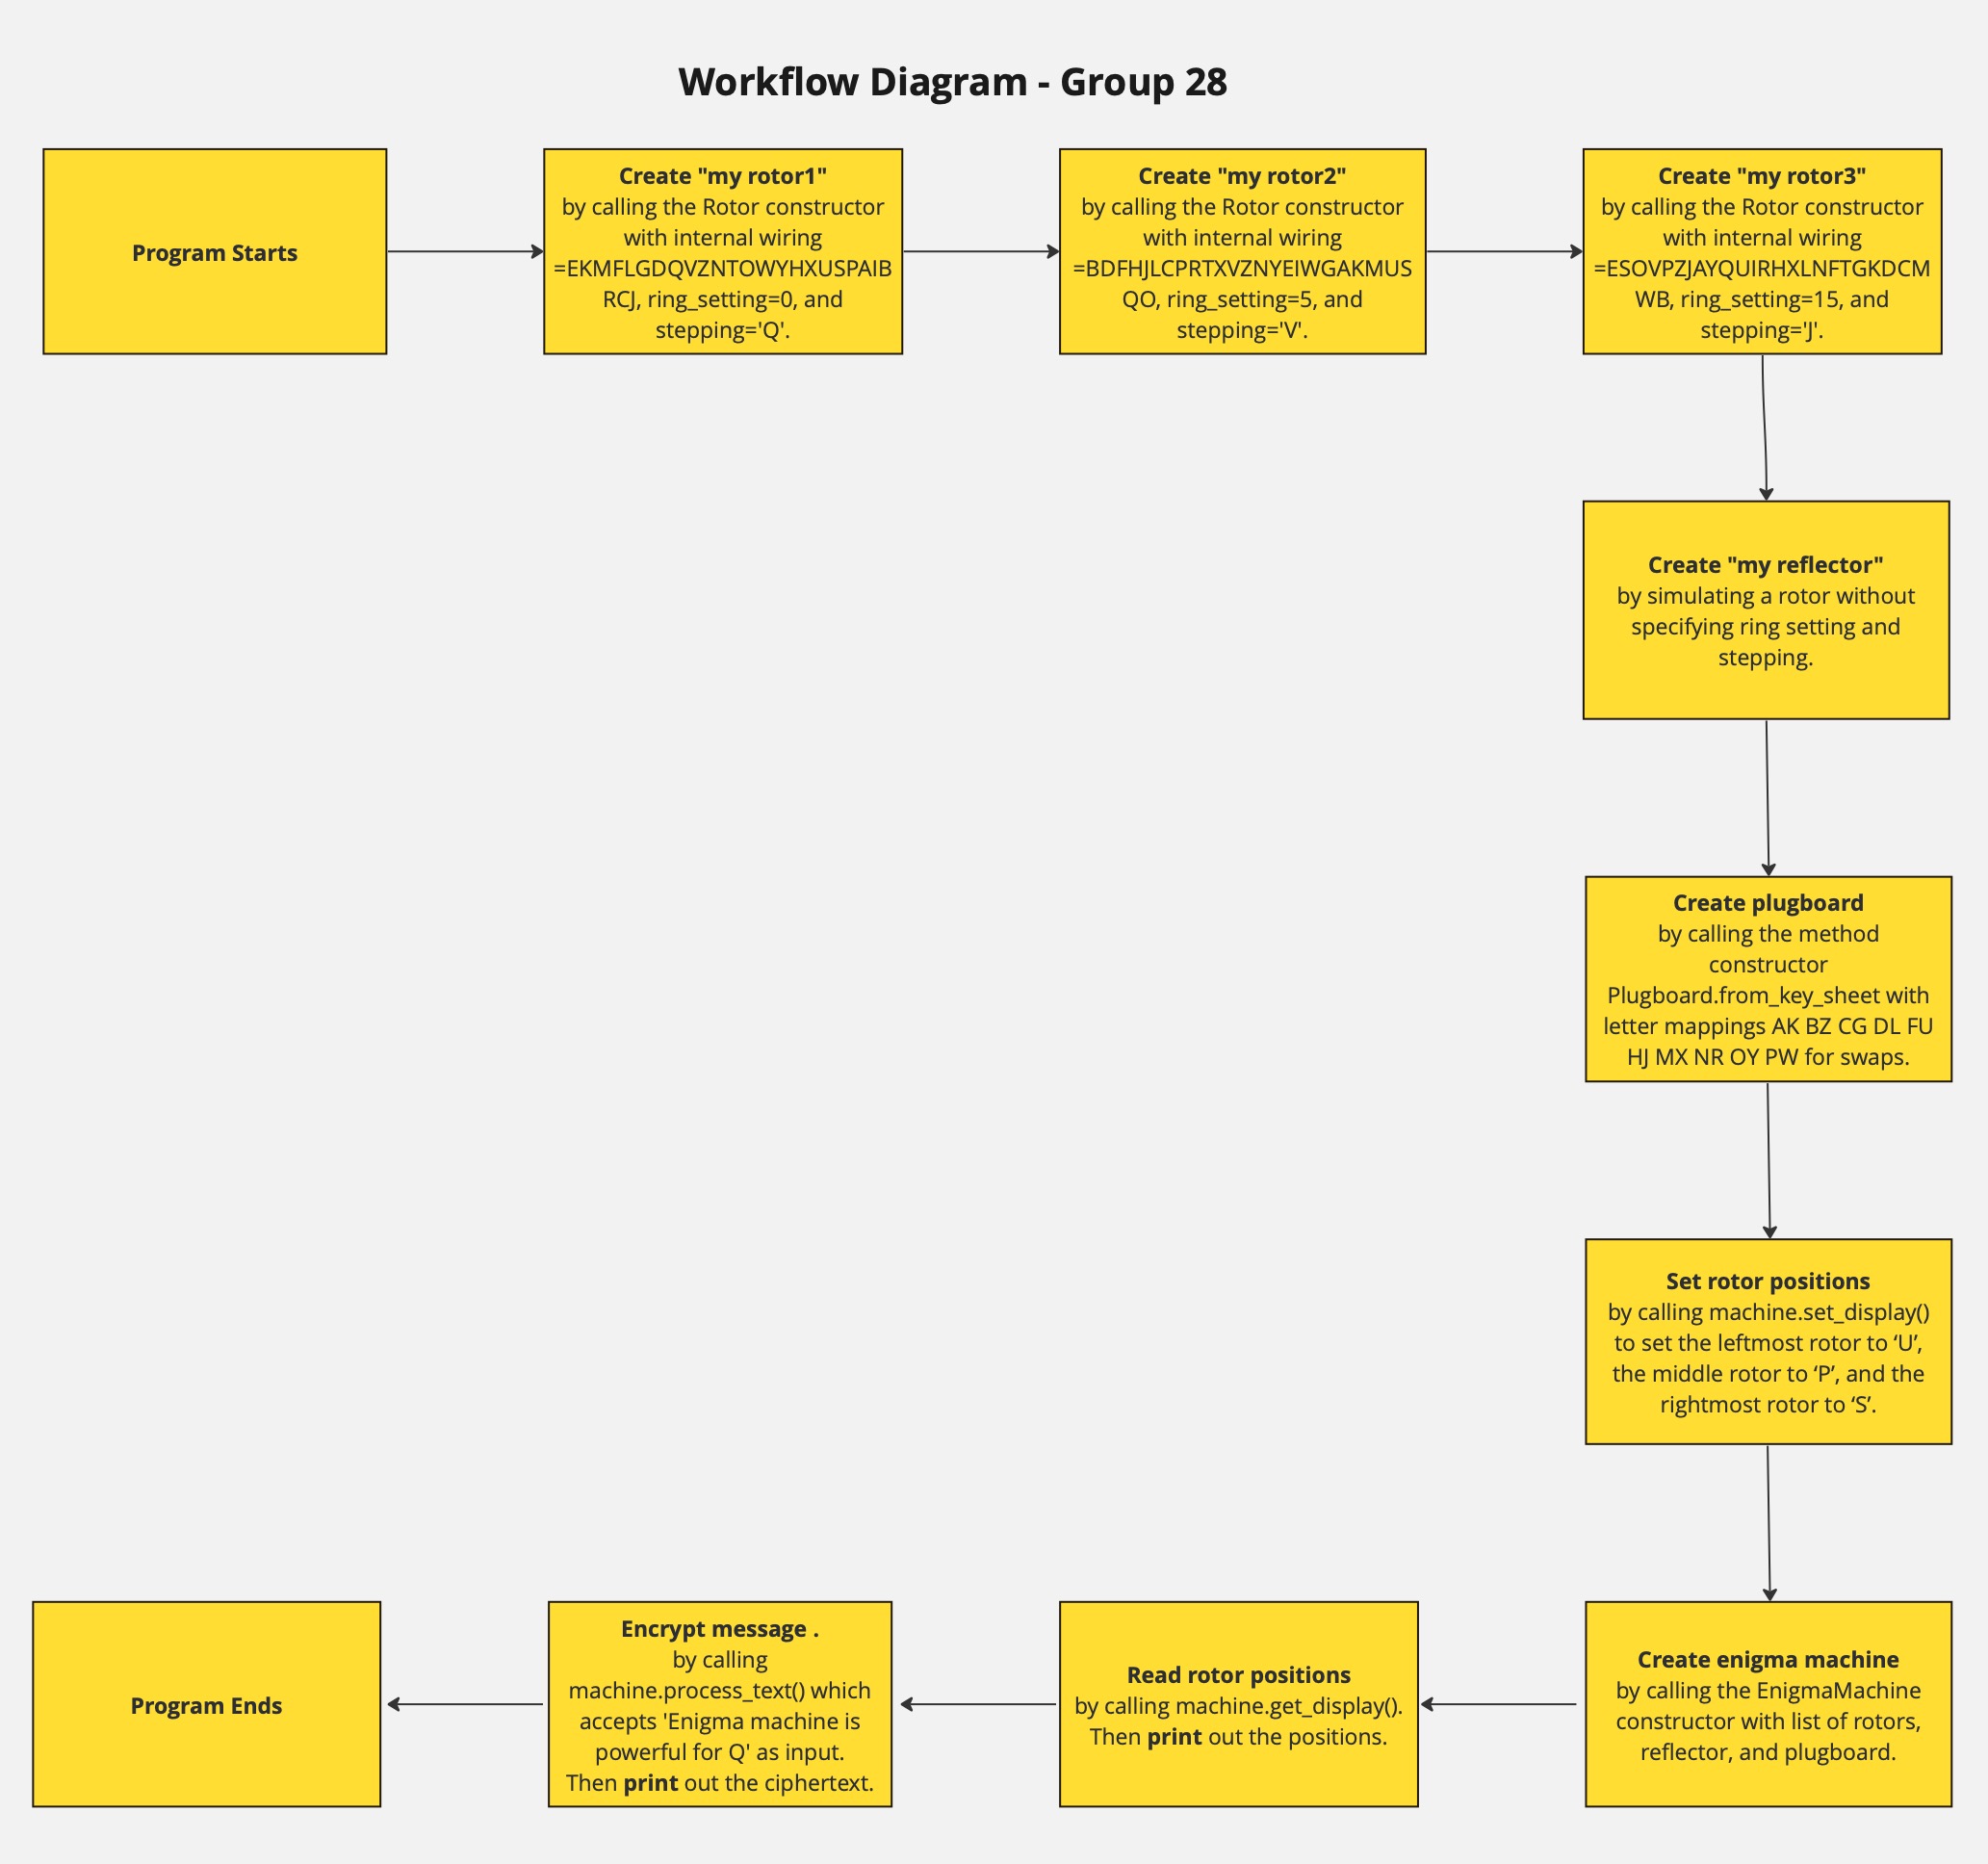 Workflow Diagram - Group 28
Program Starts
Create "my rotor1"
by calling the Rotor constructor
with internal wiring
=EKMFLGDQVZNTOWYHXUSPAIB
RCJ, ring_setting=0, and
stepping='Q'.
Create "my rotor2"
by calling the Rotor constructor
with internal wiring
=BDFHJLCPRTXVZNYEIWGAKMUS
QO, ring_setting=5, and
stepping='V'.
Create "my rotor3"
by calling the Rotor constructor
with internal wiring
=ESOVPZJAYQUIRHXLNFTGKDCM
WB, ring_setting=15, and
stepping='J'.
Create "my reflector"
by simulating a rotor without
specifying ring setting and
stepping.
Create plugboard
by calling the method
constructor
Plugboard.from_key_sheet with
letter mappings AK BZ CG DL FU
HJ MX NR OY PW for swaps.
Set rotor positions
by calling machine.set_display()
to set the leftmost rotor to ‘U’,
the middle rotor to ‘P’, and the
rightmost rotor to ‘S’.
Create enigma machine
by calling the EnigmaMachine
constructor with list of rotors,
reflector, and plugboard.
Read rotor positions
by calling machine.get_display().
Then print out the positions.
Encrypt message .
by calling
machine.process_text() which
accepts 'Enigma machine is
powerful for Q' as input.
Then print out the ciphertext.
Program Ends